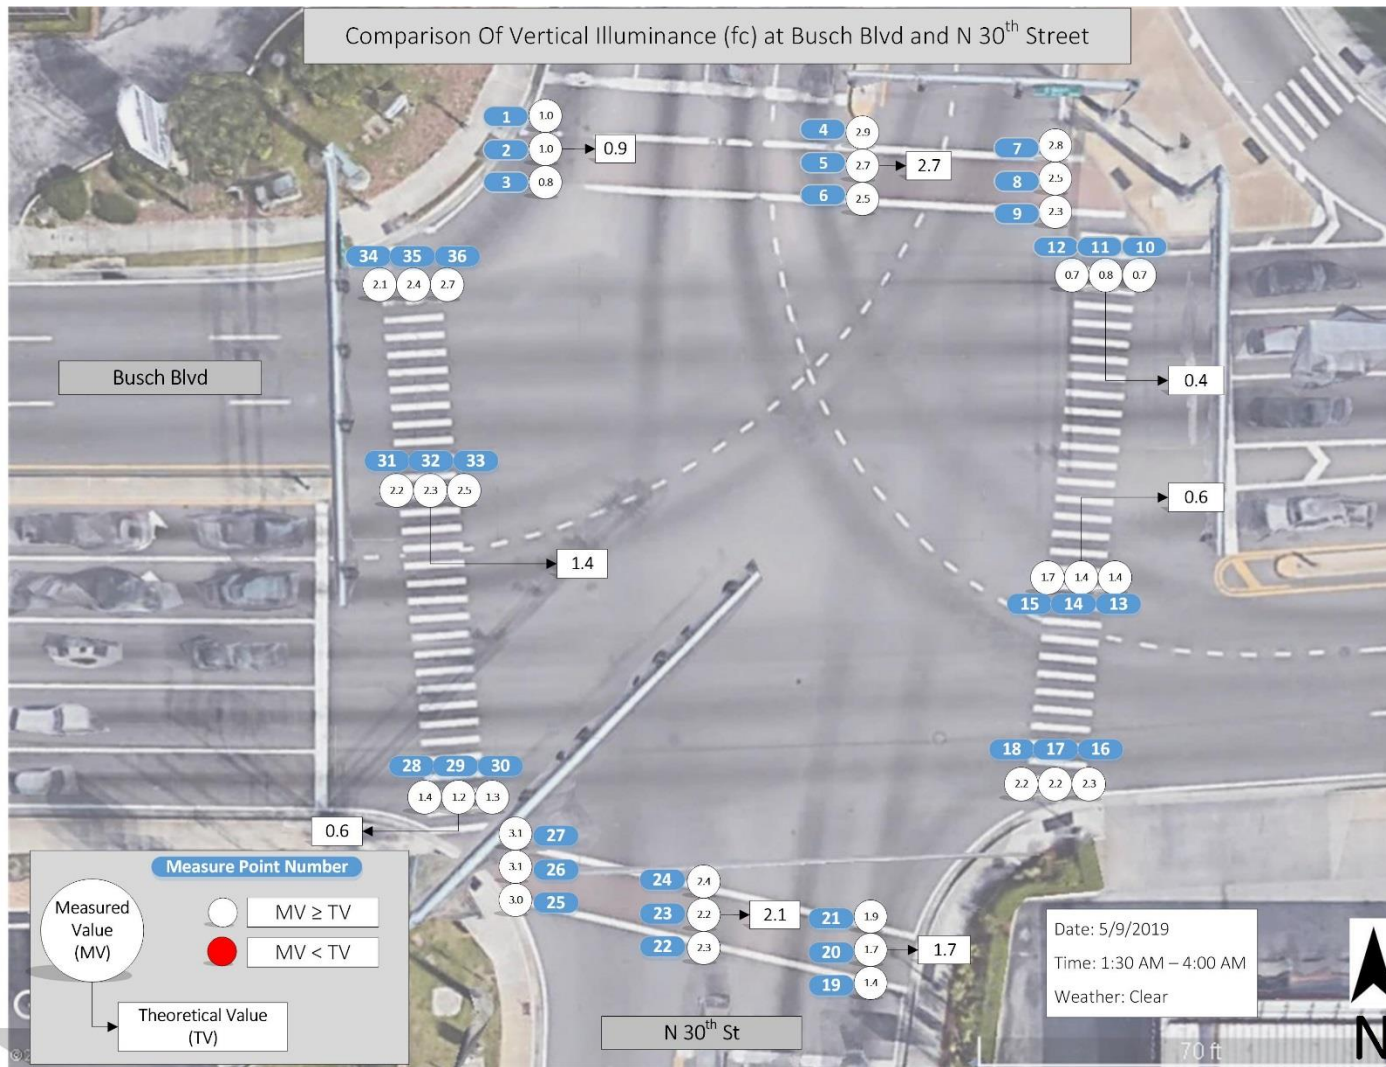 Comparison Of Vertical Illuminance (fc) at Busch Blvd and N 30th Street
1 1.0
2 1.0 0.9
3 0.8
4 2.9
5 2.7 2.7
6 2.5
7 2.8
8 2.5
9 2.3
34 35 36
2.1 2.4 2.7
12 11 10
0.7 0.8 0.7
0.4
Busch Blvd
31 32 33
2.2 2.3 2.5
1.4
0.6
1.7 1.4 1.4
15 14 13
28 29 30
1.4 1.2 1.3
0.6
18 17 16
2.2 2.2 2.3
3.1 27
3.1 26
3.0 25
24 2.4
23 2.2 2.1
22 2.3
21 1.9
20 1.7 1.7
19 1.4
Measure Point Number
Measured
Value
(MV)
MV ≥ TV
MV < TV
Theoretical Value
(TV)
N 30th St
Date: 5/9/2019
Time: 1:30 AM – 4:00 AM
Weather: Clear
N
70 ft